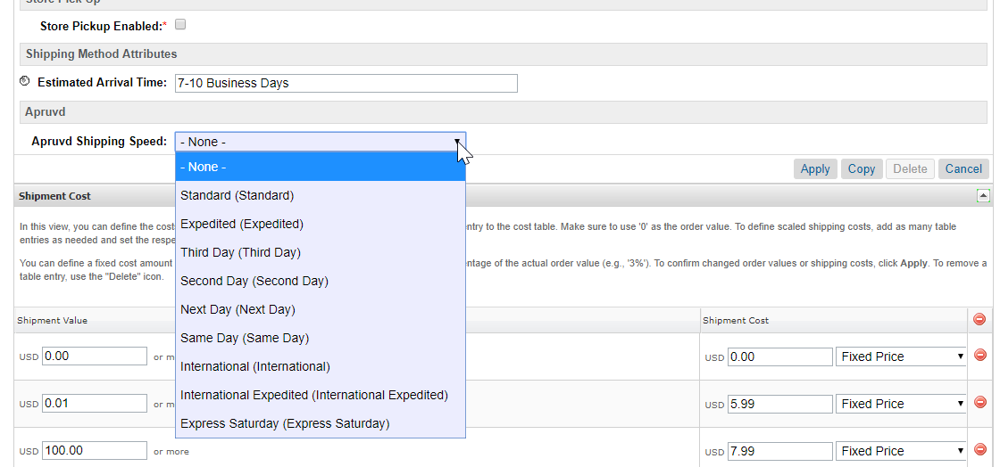 Store Pick Up
Store Pickup Enabled:*
Shipping Method Attributes
Estimated Arrival Time: 7-10 Business Days
Apruvd
Apruvd Shipping Speed: - None -
- None -
Standard (Standard)
Expedited (Expedited)
Third Day (Third Day)
Second Day (Second Day)
Next Day (Next Day)
Same Day (Same Day)
International (International)
International Expedited (International Expedited)
Express Saturday (Express Saturday)
Apply Copy Delete Cancel
Shipment Cost
In this view, you can define the cost ntry to the cost table. Make sure to use '0' as the order value. To define scaled shipping costs, add as many table
entries as needed and set the respe
You can define a fixed cost amount ntage of the actual order value (e.g., '3%'). To confirm changed order values or shipping costs, click Apply. To remove a
table entry, use the "Delete" icon.
Shipment Value Shipment Cost
USD 0.00 or m USD 0.00 Fixed Price
USD 0.01 or m USD 5.99 Fixed Price
USD 100.00 or more USD 7.99 Fixed Price